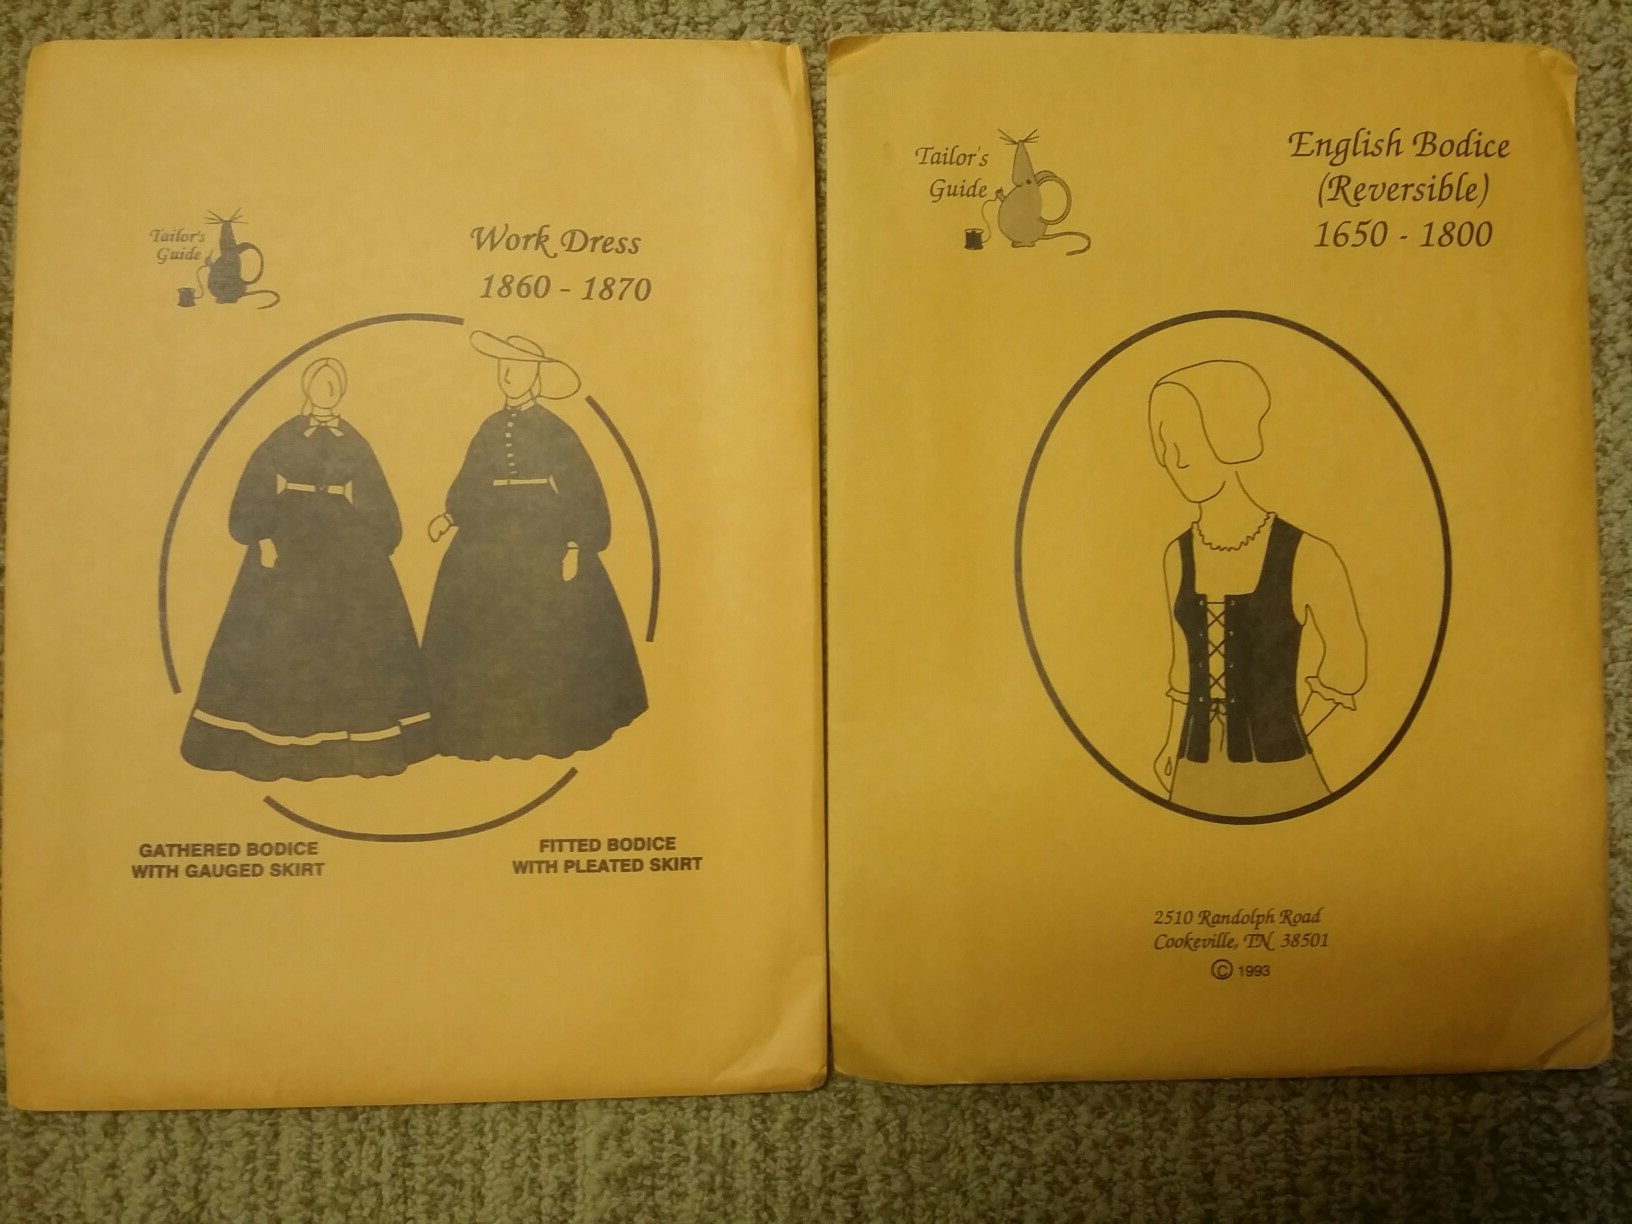 Tailor's
Guide
Work Dress
1860 - 1870
GATHERED BODICE
WITH GAUGED SKIRT
FITTED BODICE
WITH PLEATED SKIRT
Tailor's
Guide
English Bodice
(Reversible)
1650 - 1800
2510 Randolph Road
Cookeville, TN 38501
© 1993